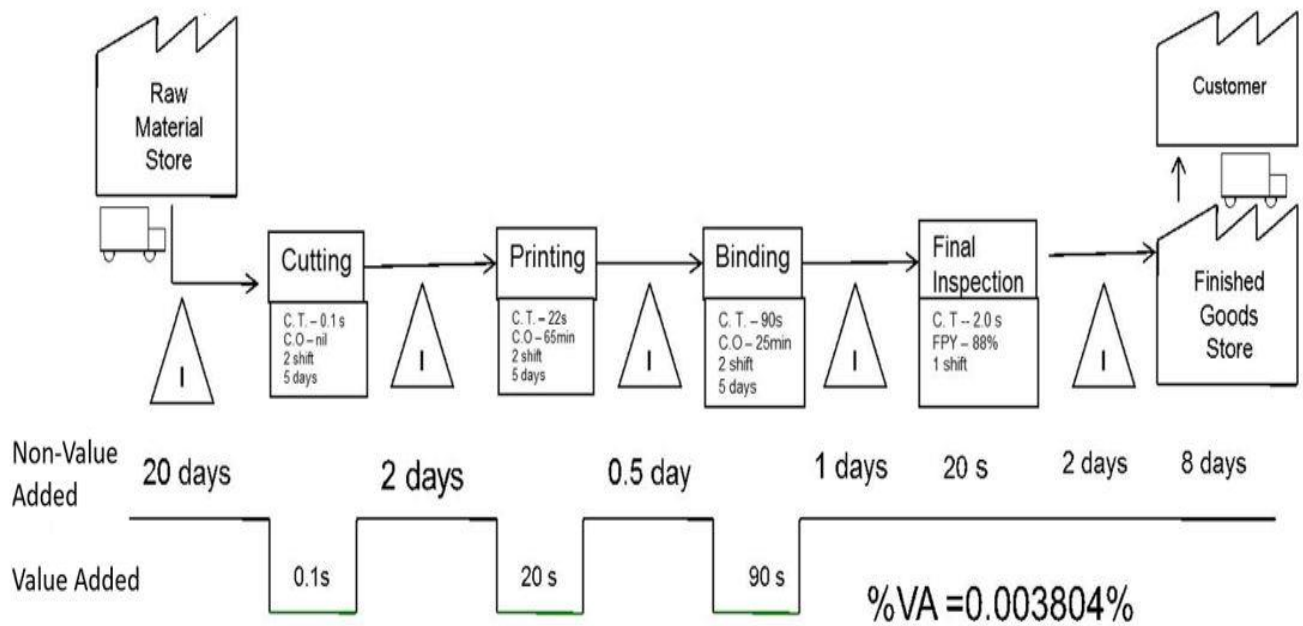 Raw
Material
Store
Customer
Cutting
C. T. – 0.1 s
C.O – nil
2 shift
5 days
Printing
C. T. – 22s
C.O – 65min
2 shift
5 days
Binding
C. T. – 90s
C.O – 25min
2 shift
5 days
Final
Inspection
C. T -- 2.0 s
FPY – 88%
1 shift
Finished
Goods
Store
I
I
I
I
I
Non-Value
Added
20 days
2 days
0.5 day
1 days
20 s
2 days
8 days
Value Added
0.1s
20 s
90 s
%VA =0.003804%